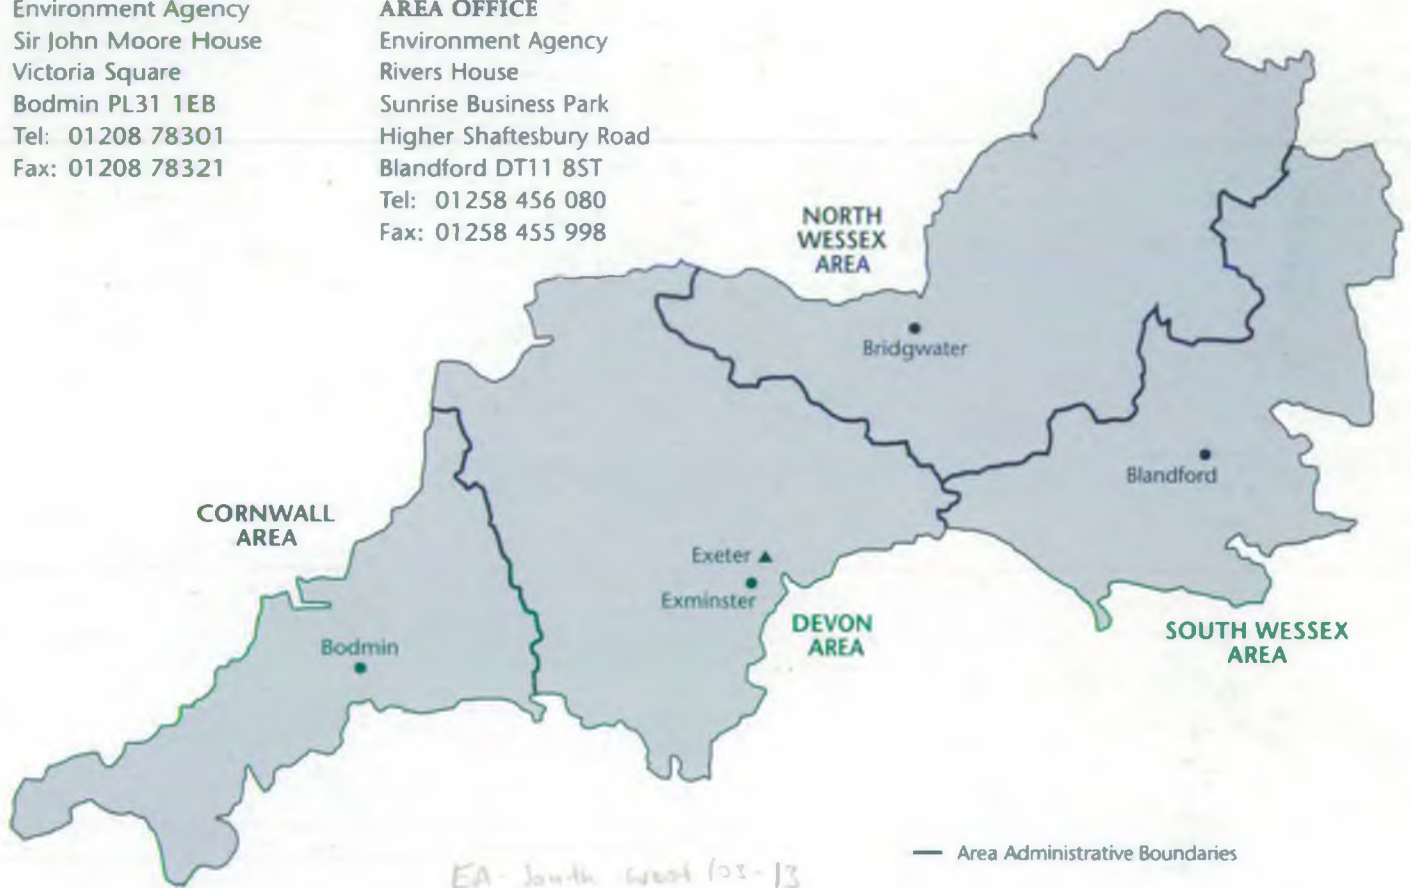 Environment Agency
Sir John Moore House
Victoria Square
Bodmin PL31 1EB
Tel: 01208 78301
Fax: 01208 78321
AREA OFFICE
Environment Agency
Rivers House
Sunrise Business Park
Higher Shaftesbury Road
Blandford DT11 8ST
Tel: 01258 456 080
Fax: 01258 455 998
NORTH
WESSEX
AREA
Bridgwater
Blandford
CORNWALL
AREA
Exeter
Exminster
DEVON
AREA
SOUTH WESSEX
AREA
Bodmin
Area Administrative Boundaries
EA - South West